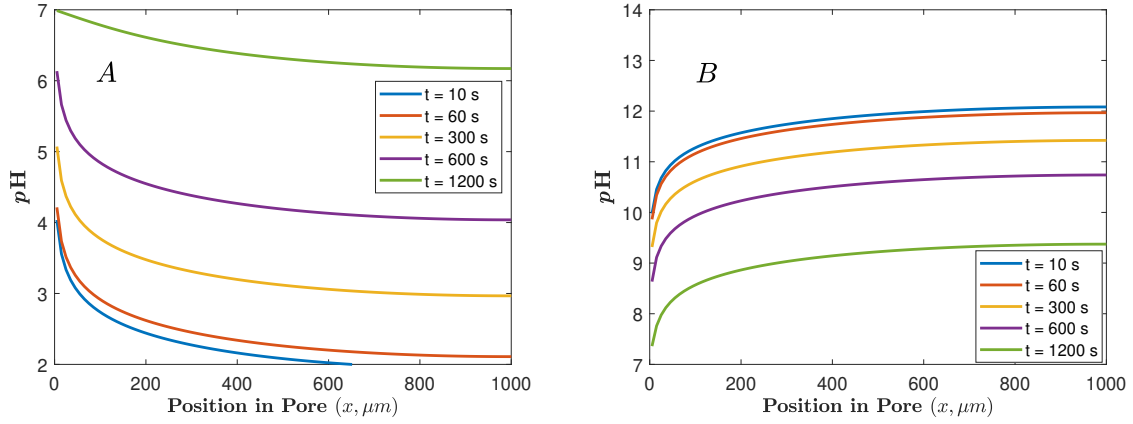 7
6
5
4
3
2
A
t = 10 s
t = 60 s
t = 300 s
t = 600 s
t = 1200 s
pH
0 200 400 600 800 1000
Position in Pore (x, μm)
14
13
12
11
10
9
8
7
B
t = 10 s
t = 60 s
t = 300 s
t = 600 s
t = 1200 s
pH
0 200 400 600 800 1000
Position in Pore (x, μm)